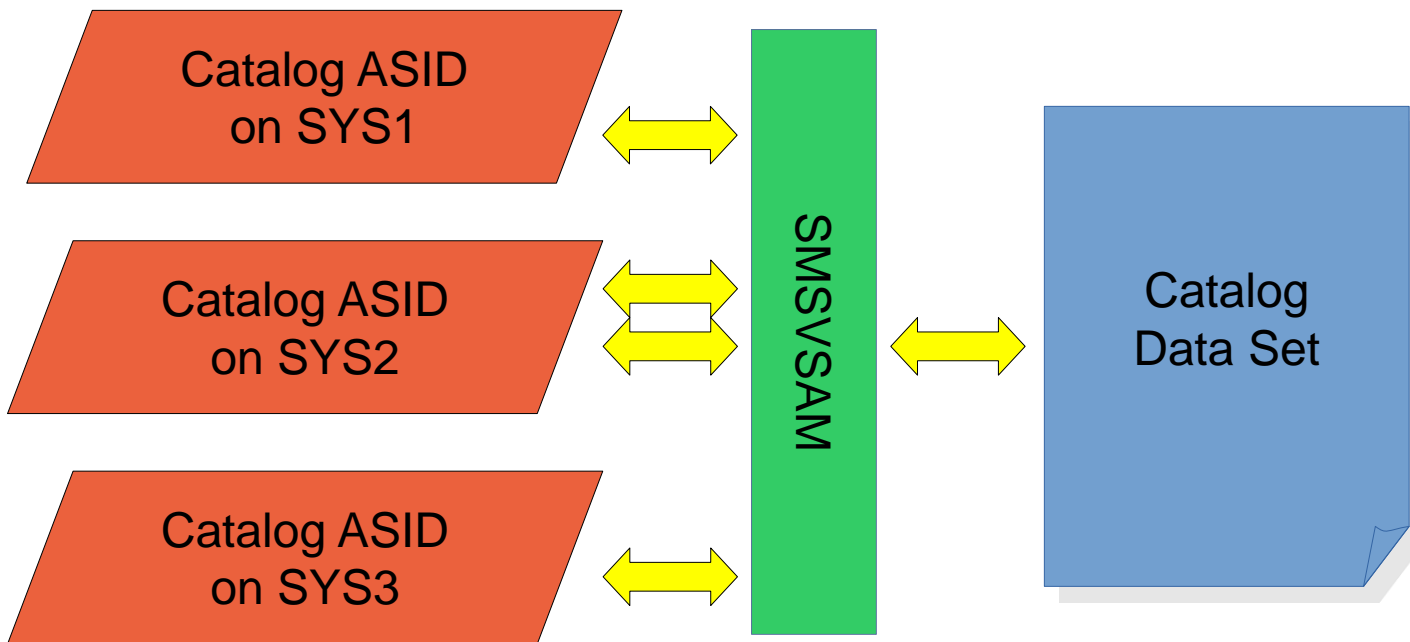 Catalog ASID
on SYS1
Catalog ASID
on SYS2
Catalog ASID
on SYS3
SMSVSAM
Catalog
Data Set